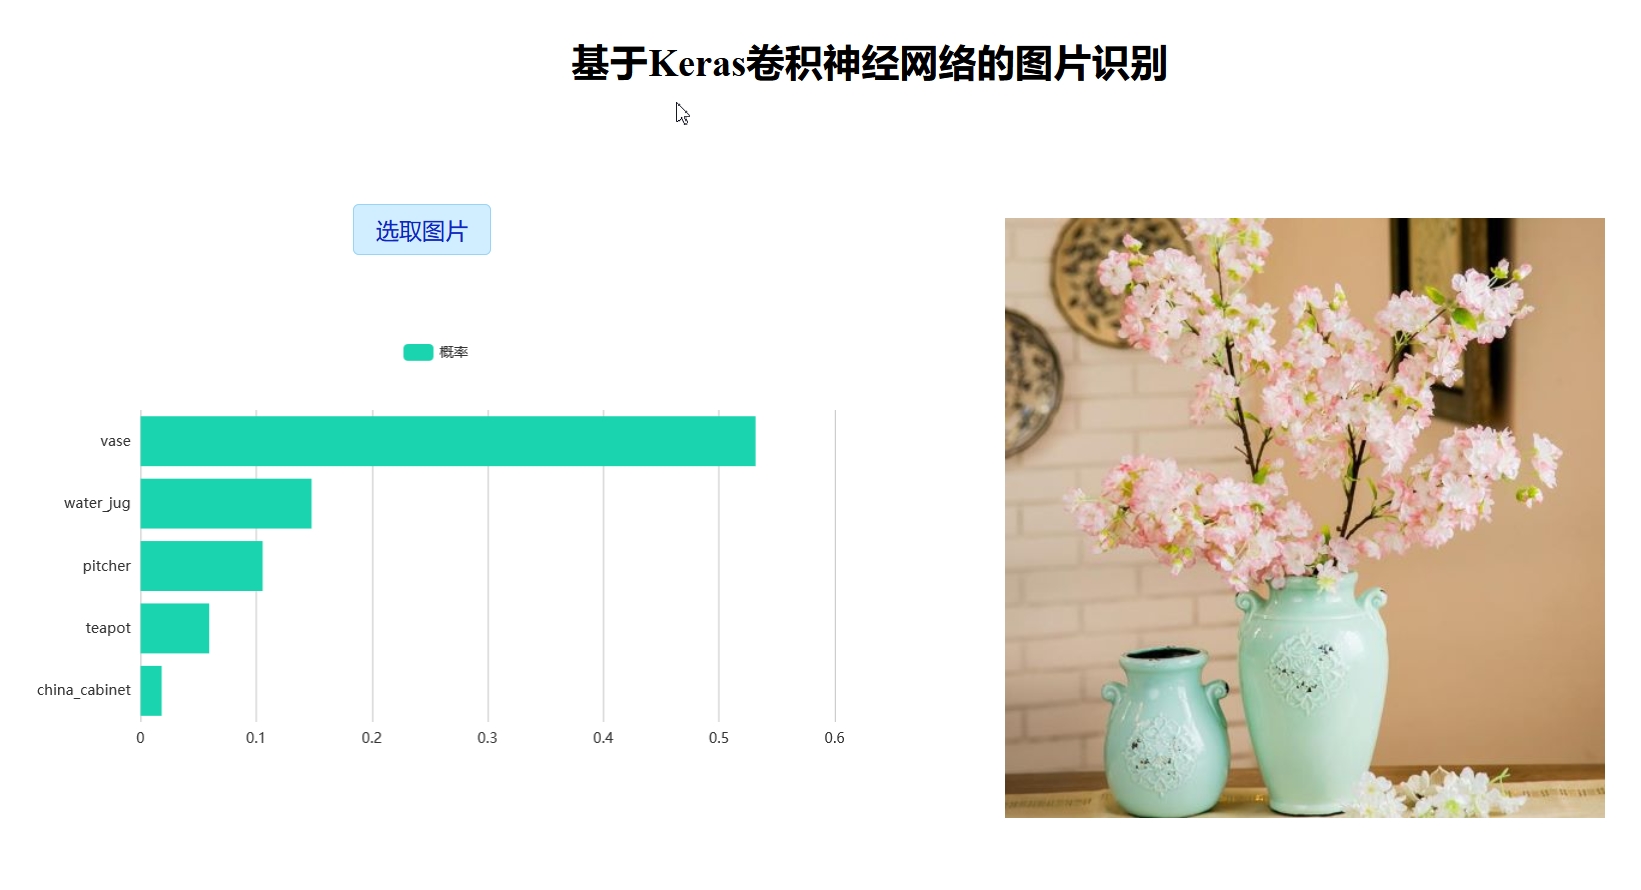 基于Keras卷积神经网络的图片识别
选取图片
概率
vase
water_jug
pitcher
teapot
china_cabinet
0 0.1 0.2 0.3 0.4 0.5 0.6